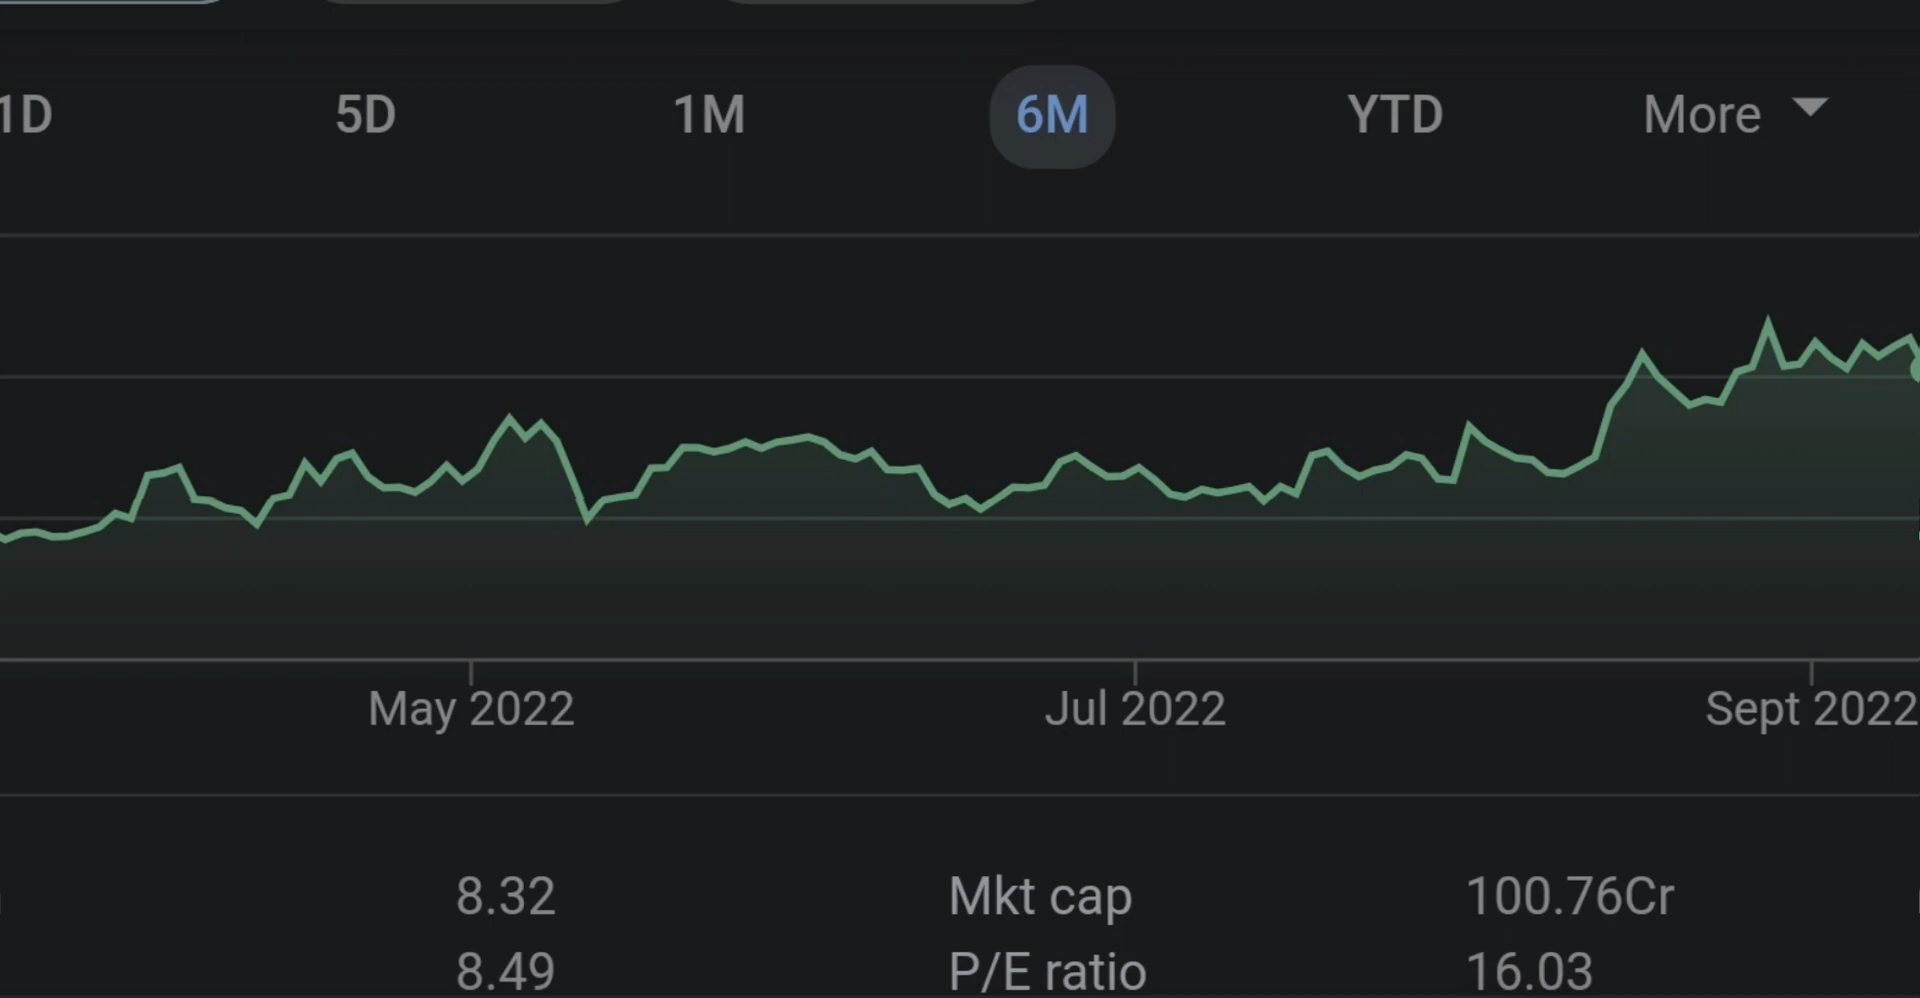 1D 5D 1M 6M YTD More
May 2022 Jul 2022 Sept 2022
8.32 Mkt cap 100.76Cr
8.49 P/E ratio 16.03